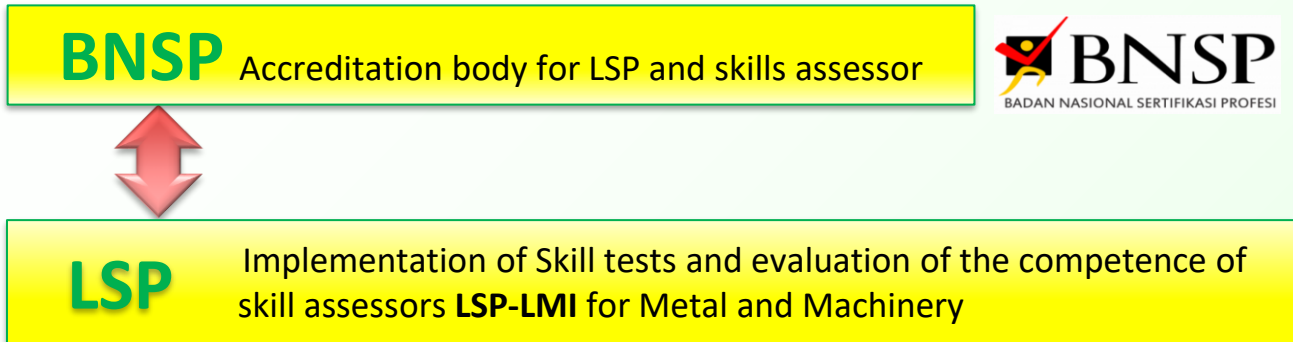 BNSP Accreditation body for LSP and skills assessor
BNSP
BADAN NASIONAL SERTIFIKASI PROFESI
LSP
Implementation of Skill tests and evaluation of the competence of
skill assessors LSP-LMI for Metal and Machinery